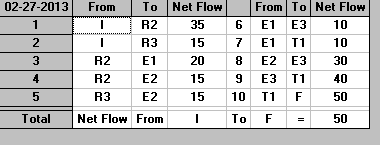 02-27-2013 From To Net Flow From To Net Flow
1 I R2 35 6 E1 E3 10
2 I R3 15 7 E1 T1 10
3 R2 E1 20 8 E2 E3 30
4 R2 E2 15 9 E3 T1 40
5 R3 E2 15 10 T1 F 50
Total Net Flow From I To F = 50